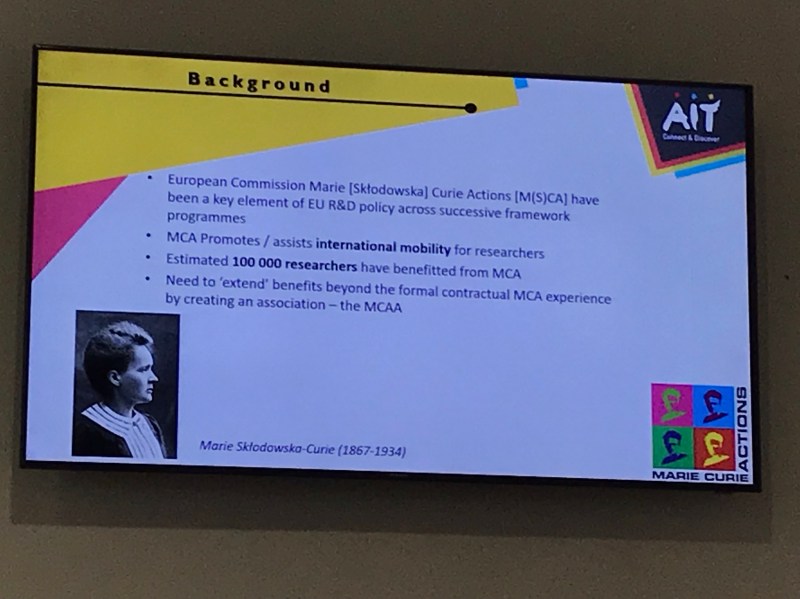 Background
AIT
Connect & Discover
• European Commission Marie [Skłodowska] Curie Actions [M(S)CA] have
been a key element of EU R&D policy across successive framework
programmes
• MCA Promotes / assists international mobility for researchers
• Estimated 100 000 researchers have benefitted from MCA
• Need to ‘extend’ benefits beyond the formal contractual MCA experience
by creating an association – the MCAA
Marie Skłodowska-Curie (1867-1934)
MARIE CURIE
ACTIONS